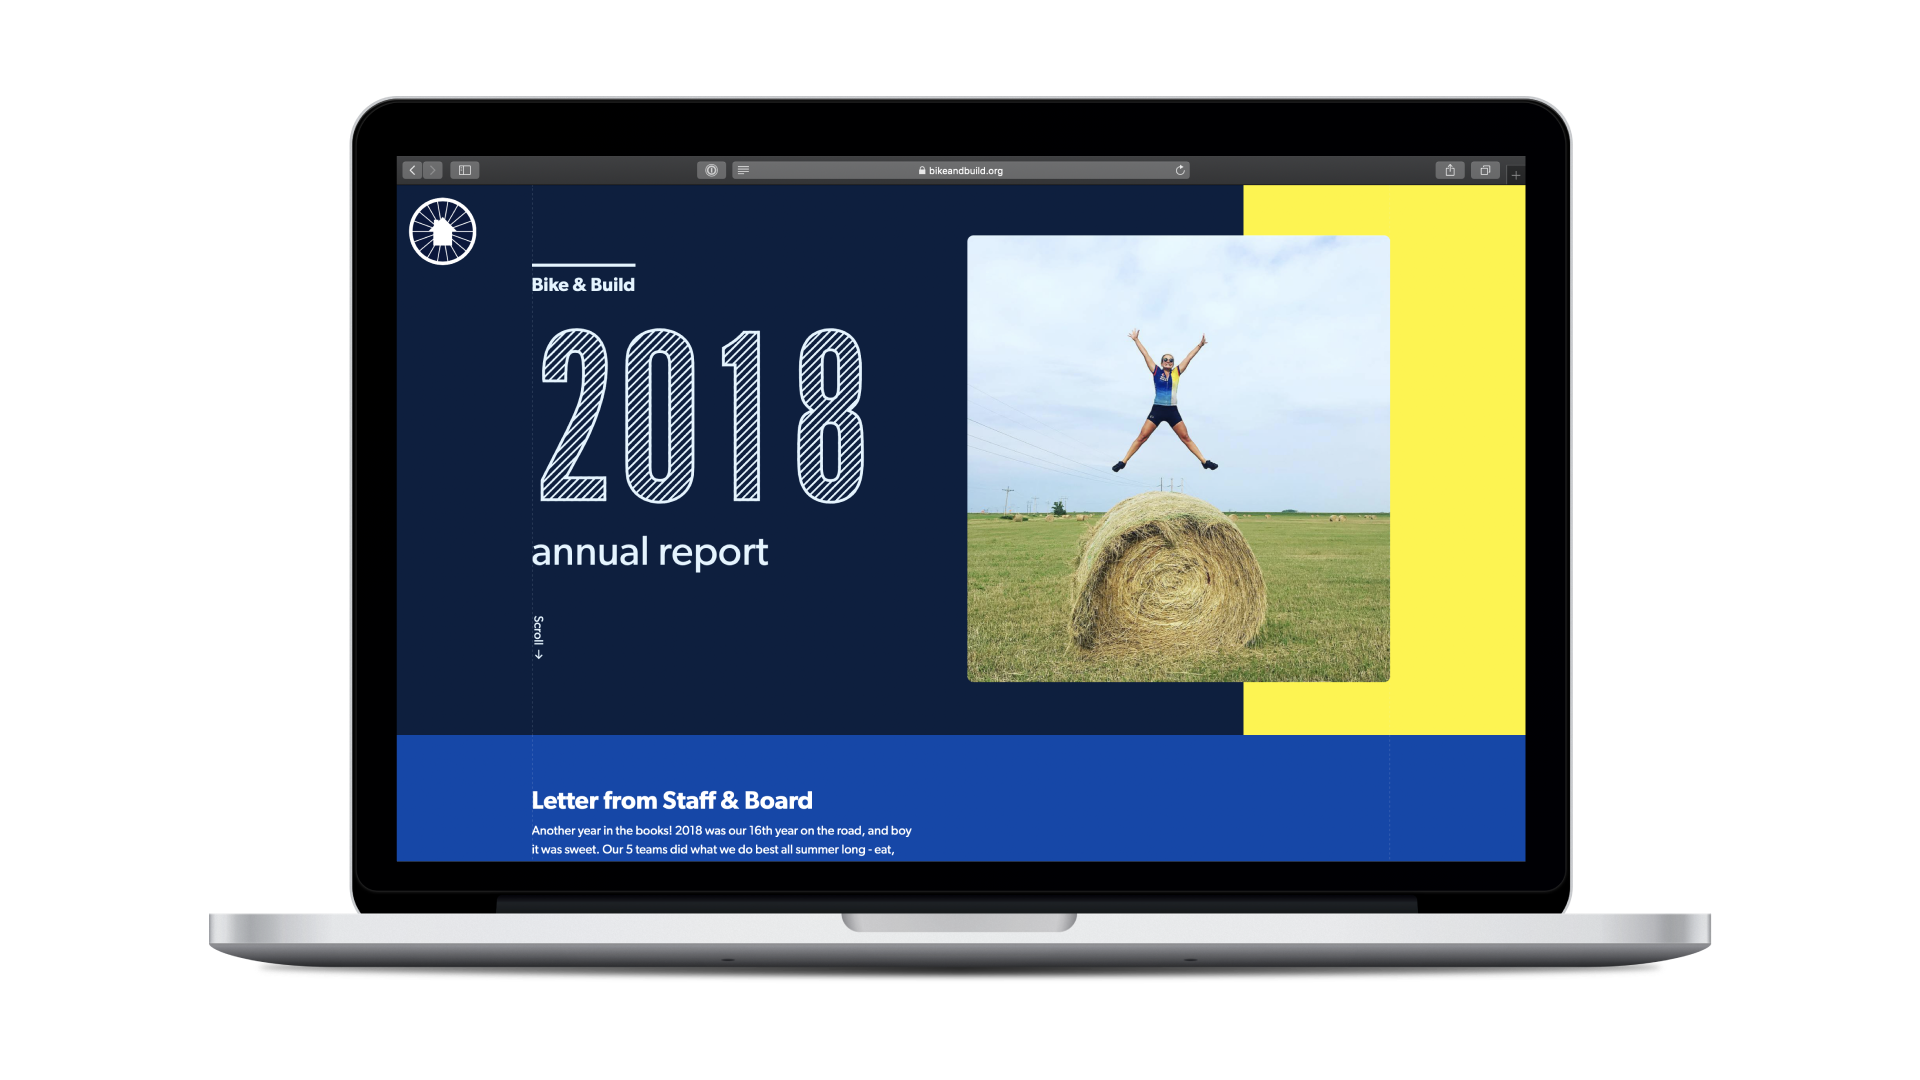 bikeandbuild.org
Bike & Build
2018
annual report
Scroll →
Letter from Staff & Board
Another year in the books! 2018 was our 16th year on the road, and boy
it was sweet. Our 5 teams did what we do best all summer long - eat,